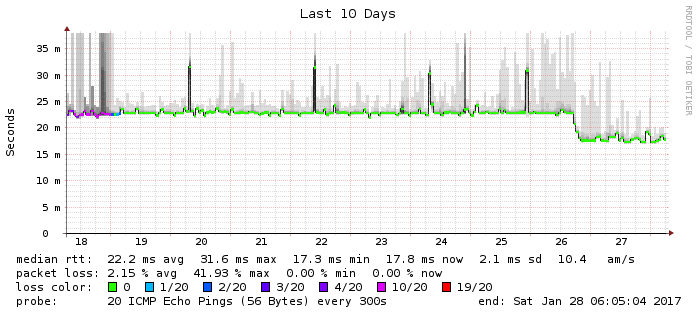 Last 10 Days
RRDTOOL / TOBI OETIKER
Seconds
35 m
30 m
25 m
20 m
15 m
10 m
5 m
0
18 19 20 21 22 23 24 25 26 27
median rtt: 22.2 ms avg 31.6 ms max 17.3 ms min 17.8 ms now 2.1 ms sd 10.4 am/s
packet loss: 2.15 % avg 41.93 % max 0.00 % min 0.00 % now
loss color: 0 1/20 2/20 3/20 4/20 10/20 19/20
probe: 20 ICMP Echo Pings (56 Bytes) every 300s end: Sat Jan 28 06:05:04 2017